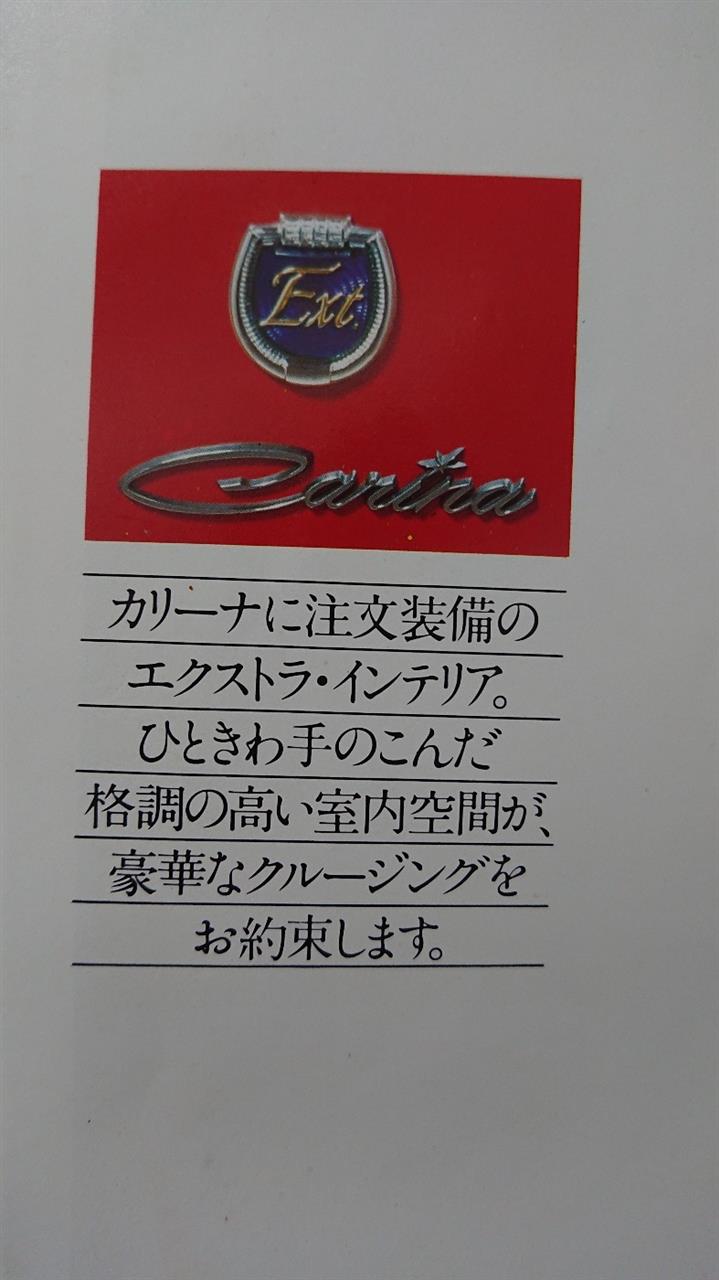 Ext.
Carina
カリーナに注文装備の
エクストラ・インテリア。
ひときわ手のこんだ
格調の高い室内空間が、
豪華なクルージングを
お約束します。